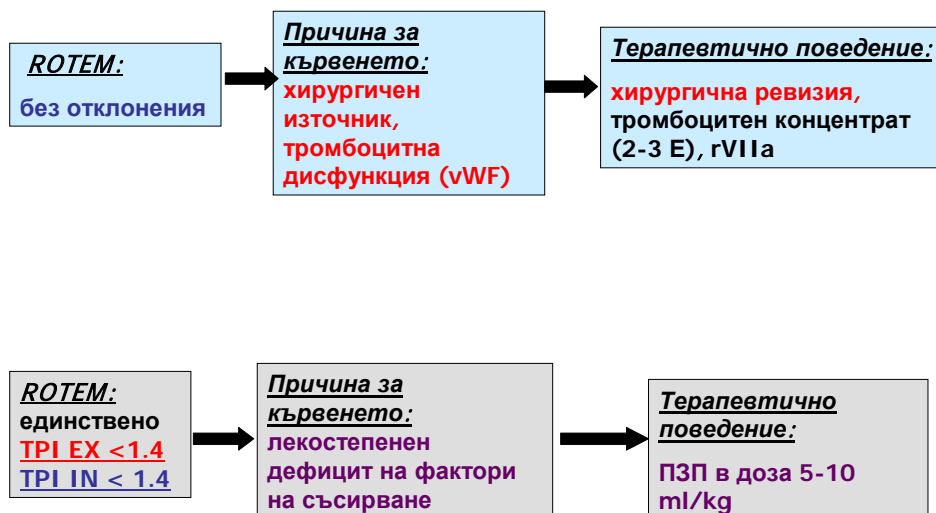 ROTEM:
без отклонения
Причина за
кървенето:
хирургичен
източник,
тромбоцитна
дисфункция (vWF)
Терапевтично поведение:
хирургична ревизия,
тромбоцитен концентрат
(2-3 Е), rVIIa
ROTEM:
единствено
TPI EX <1.4
TPI IN < 1.4
Причина за
кървенето:
лекостепенен
дефицит на фактори
на съсирване
Терапевтично
поведение:
ПЗП в доза 5-10
ml/kg